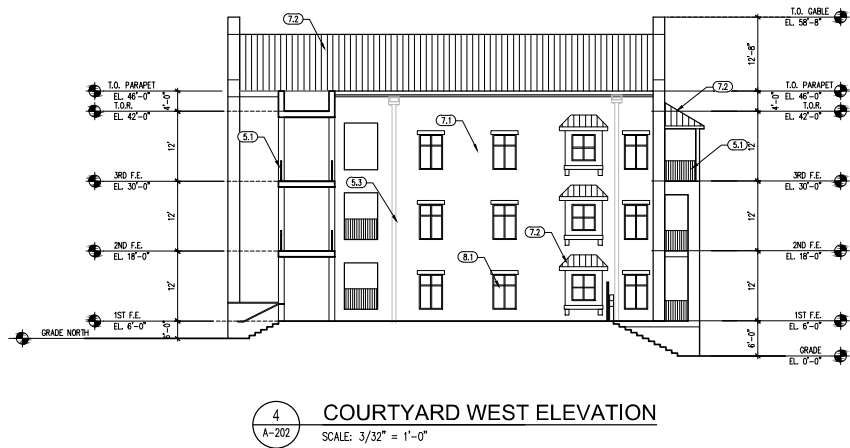 T.O. GABLE
EL. 58'-8"
7.2
12'-8"
T.O. PARAPET
EL. 46'-0"
T.O.R.
EL. 42'-0"
4'-0"
T.O. PARAPET
EL. 46'-0"
T.O.R.
EL. 42'-0"
4'-0"
7.2
7.1
5.1
5.1
12'
12'
3RD F.E.
EL. 30'-0"
3RD F.E.
EL. 30'-0"
5.3
12'
12'
7.2
2ND F.E.
EL. 18'-0"
2ND F.E.
EL. 18'-0"
8.1
12'
12'
1ST F.E.
EL. 6'-0"
1ST F.E.
EL. 6'-0"
GRADE NORTH
6'-0"
6'-0"
GRADE
EL. 0'-0"
4
A-202
COURTYARD WEST ELEVATION
SCALE: 3/32" = 1'-0"